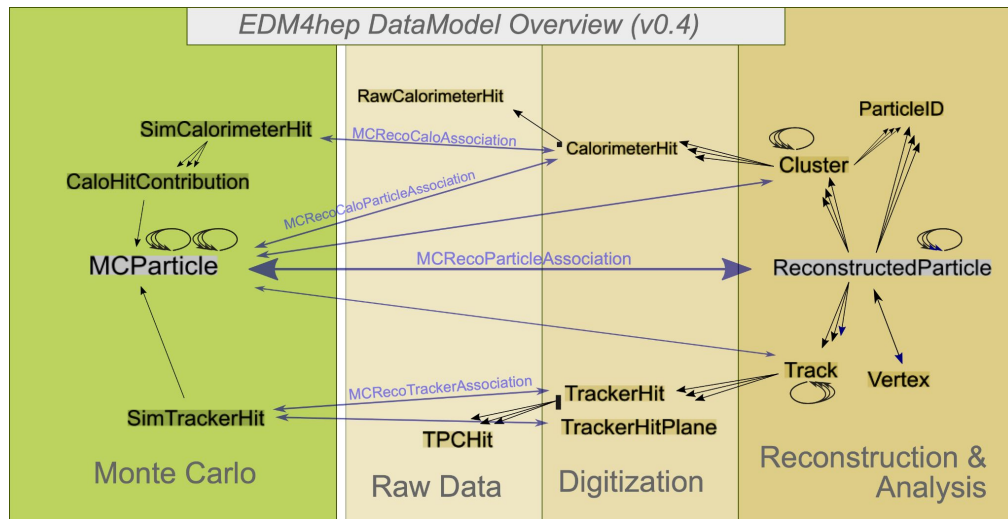 EDM4hep DataModel Overview (v0.4)
RawCalorimeterHit
ParticleID
SimCalorimeterHit
MCRecoCaloAssociation
CalorimeterHit
Cluster
CaloHitContribution
MCRecoCaloParticleAssociation
MCParticle
MCRecoParticleAssociation
ReconstructedParticle
Track
Vertex
MCRecoTrackerAssociation
TrackerHit
SimTrackerHit
TPCHit
TrackerHitPlane
Monte Carlo
Raw Data
Digitization
Reconstruction &
Analysis